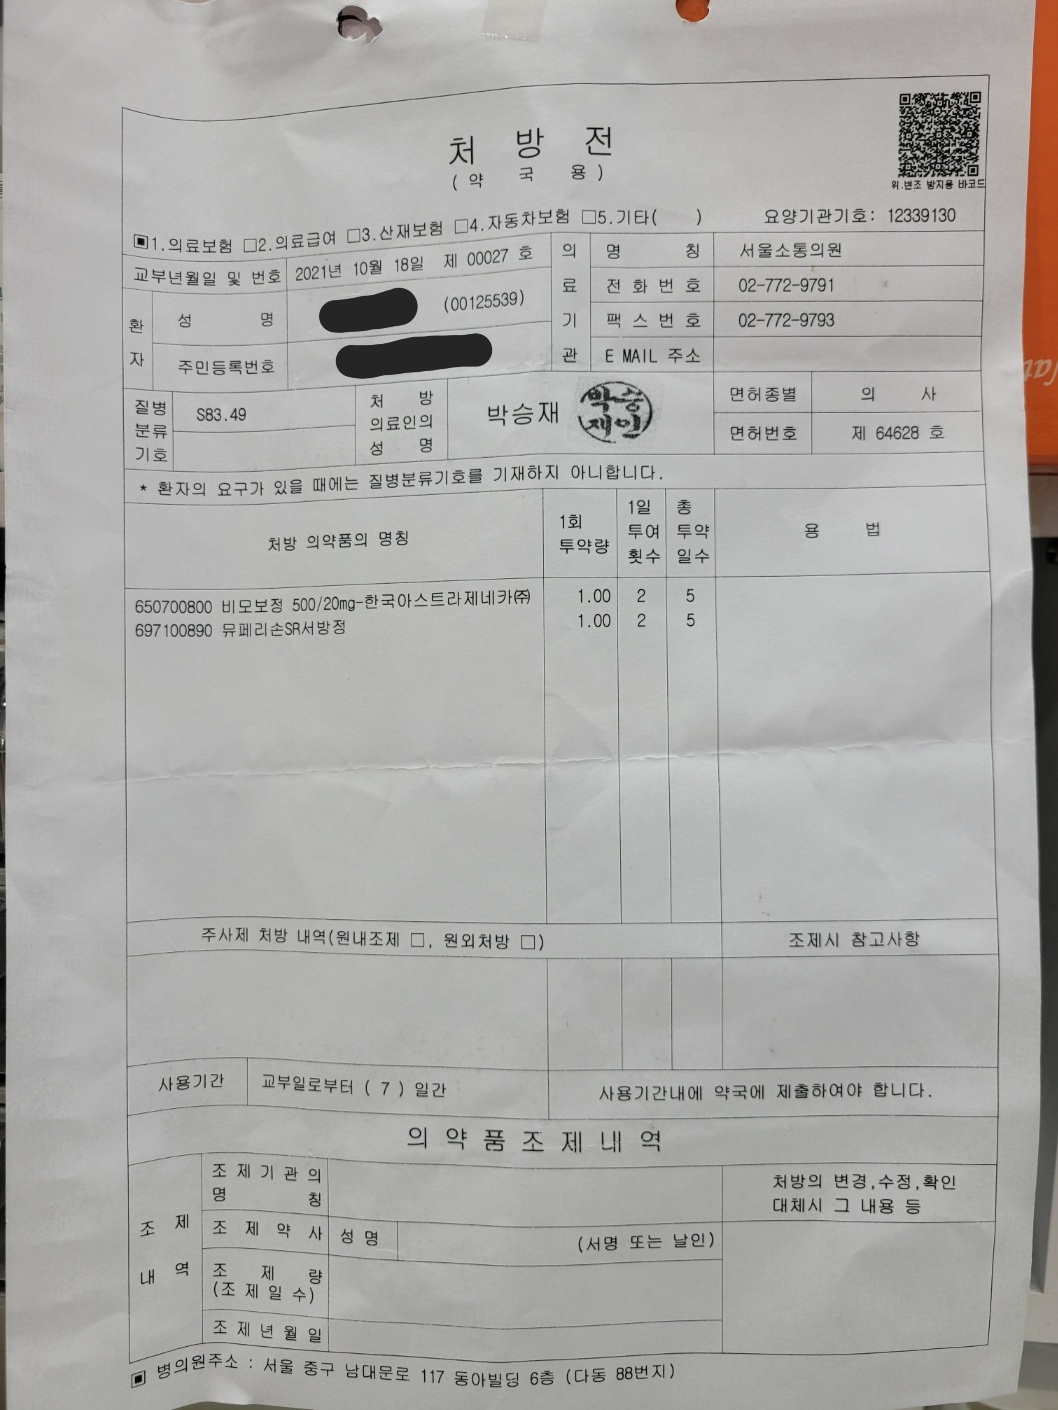 처 방 전
(약 국 용)
위.변조 방지용 바코드
▣1.의료보험 □2.의료급여 □3.산재보험 □4.자동차보험 □5.기타( ) 요양기관기호: 12339130
교부년월일 및 번호 2021년 10월 18일 제 00027 호
환자 성 명 (00125539)
주민등록번호
의료기관 명 칭 서울소통의원
전 화 번 호 02-772-9791
팩 스 번 호 02-772-9793
E MAIL 주소
질병분류기호 S83.49
처 방 의료인의 성 명 박승재 박승재인
면허종별 의 사
면허번호 제 64628 호
* 환자의 요구가 있을 때에는 질병분류기호를 기재하지 아니합니다.
처방 의약품의 명칭 1회 투약량 1일 투여 횟수 총 투약 일수 용 법
650700800 비모보정 500/20mg-한국아스트라제네카㈜ 1.00 2 5
697100890 뮤페리손SR서방정 1.00 2 5
주사제 처방 내역(원내조제 □, 원외처방 □) 조제시 참고사항
사용기간 교부일로부터 ( 7 ) 일간 사용기간내에 약국에 제출하여야 합니다.
의 약 품 조 제 내 역
조 제 내 역
조 제 기 관 의 명 칭
처방의 변경,수정,확인
대체시 그 내용 등
조 제 약 사 성 명 (서명 또는 날인)
조 제 량
(조 제 일 수)
조 제 년 월 일
▣ 병의원주소 : 서울 중구 남대문로 117 동아빌딩 6층 (다동 88번지)